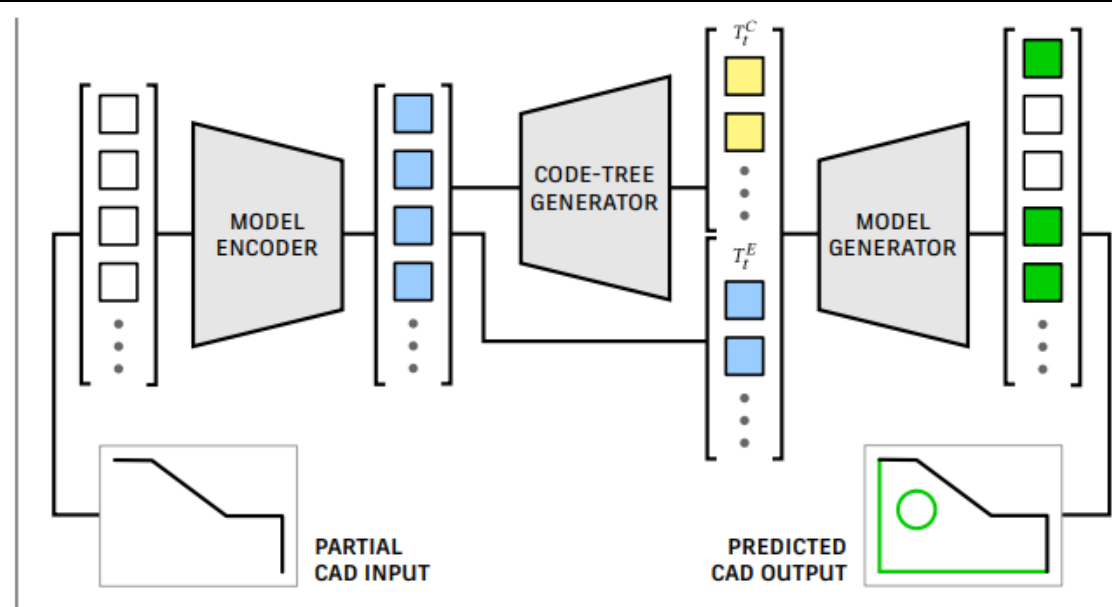 T_t^C
CODE-TREE
GENERATOR
MODEL
ENCODER
MODEL
GENERATOR
T_t^E
PARTIAL
CAD INPUT
PREDICTED
CAD OUTPUT